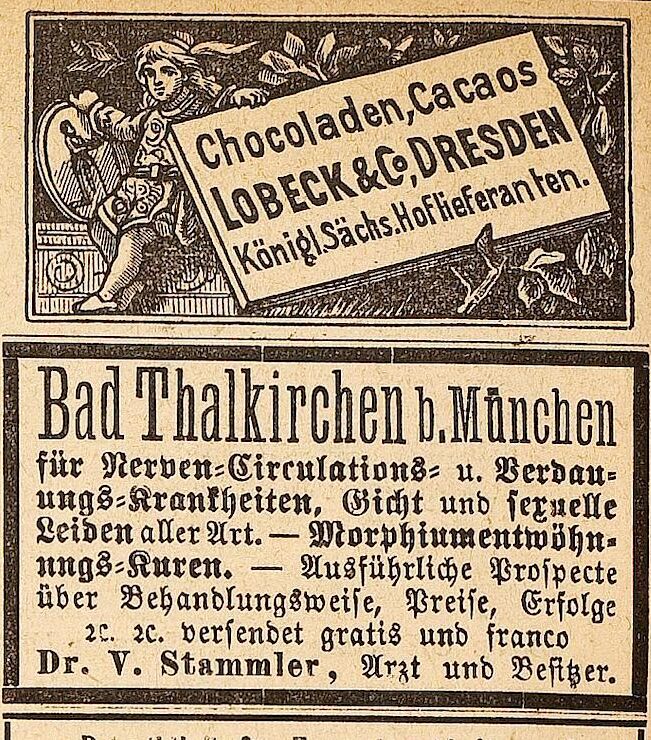 Chocoladen, Cacaos
LOBECK & Co, DRESDEN
Königl. Sächs. Hoflieferanten.
Bad Thalkirchen b. München
für Nerven-Circulations- u. Verdau-
ungs-Krankheiten, Gicht und sexuelle
Leiden aller Art. — Morphiumentwöhn-
ungs-Kuren. — Ausführliche Prospecte
über Behandlungsweise, Preise, Erfolge
ꝛc. ꝛc. versendet gratis und franco
Dr. V. Stammler, Arzt und Besitzer.